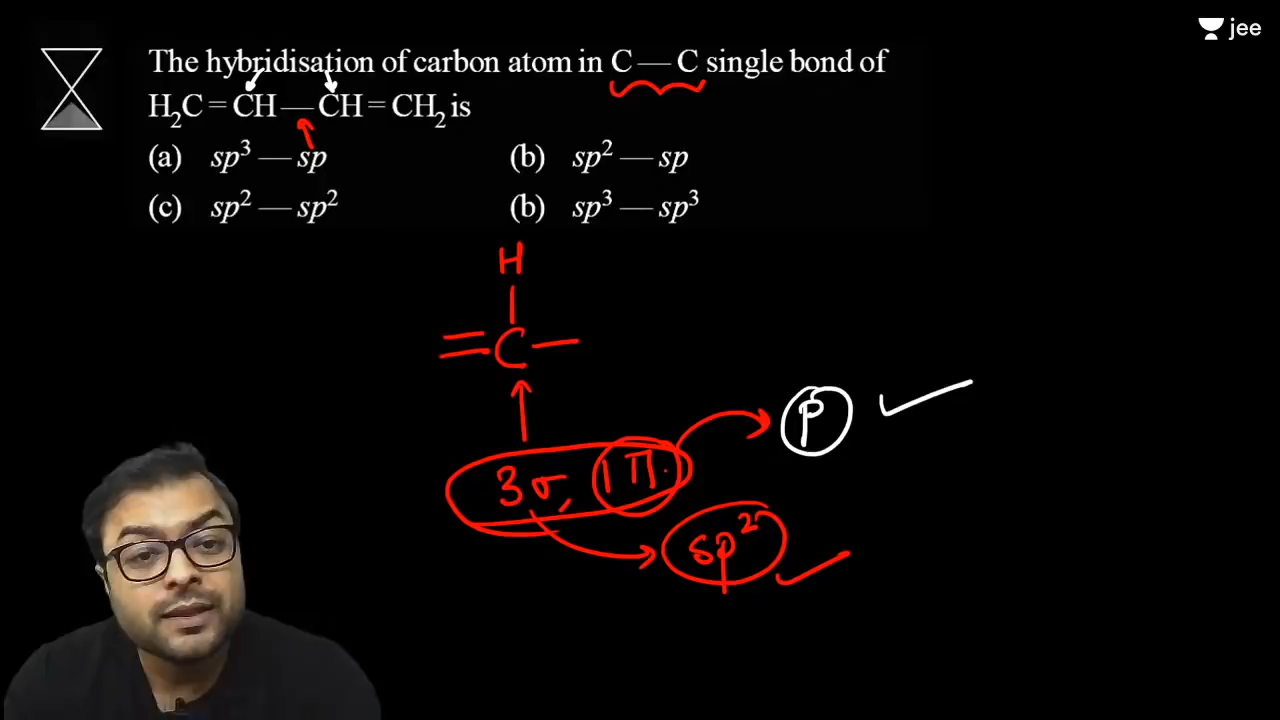 jee
The hybridisation of carbon atom in C — C single bond of
H₂C = CH — CH = CH₂ is
(a) sp³ — sp (b) sp² — sp
(c) sp² — sp² (b) sp³ — sp³
H
= C —
p
3σ, 1π
sp²